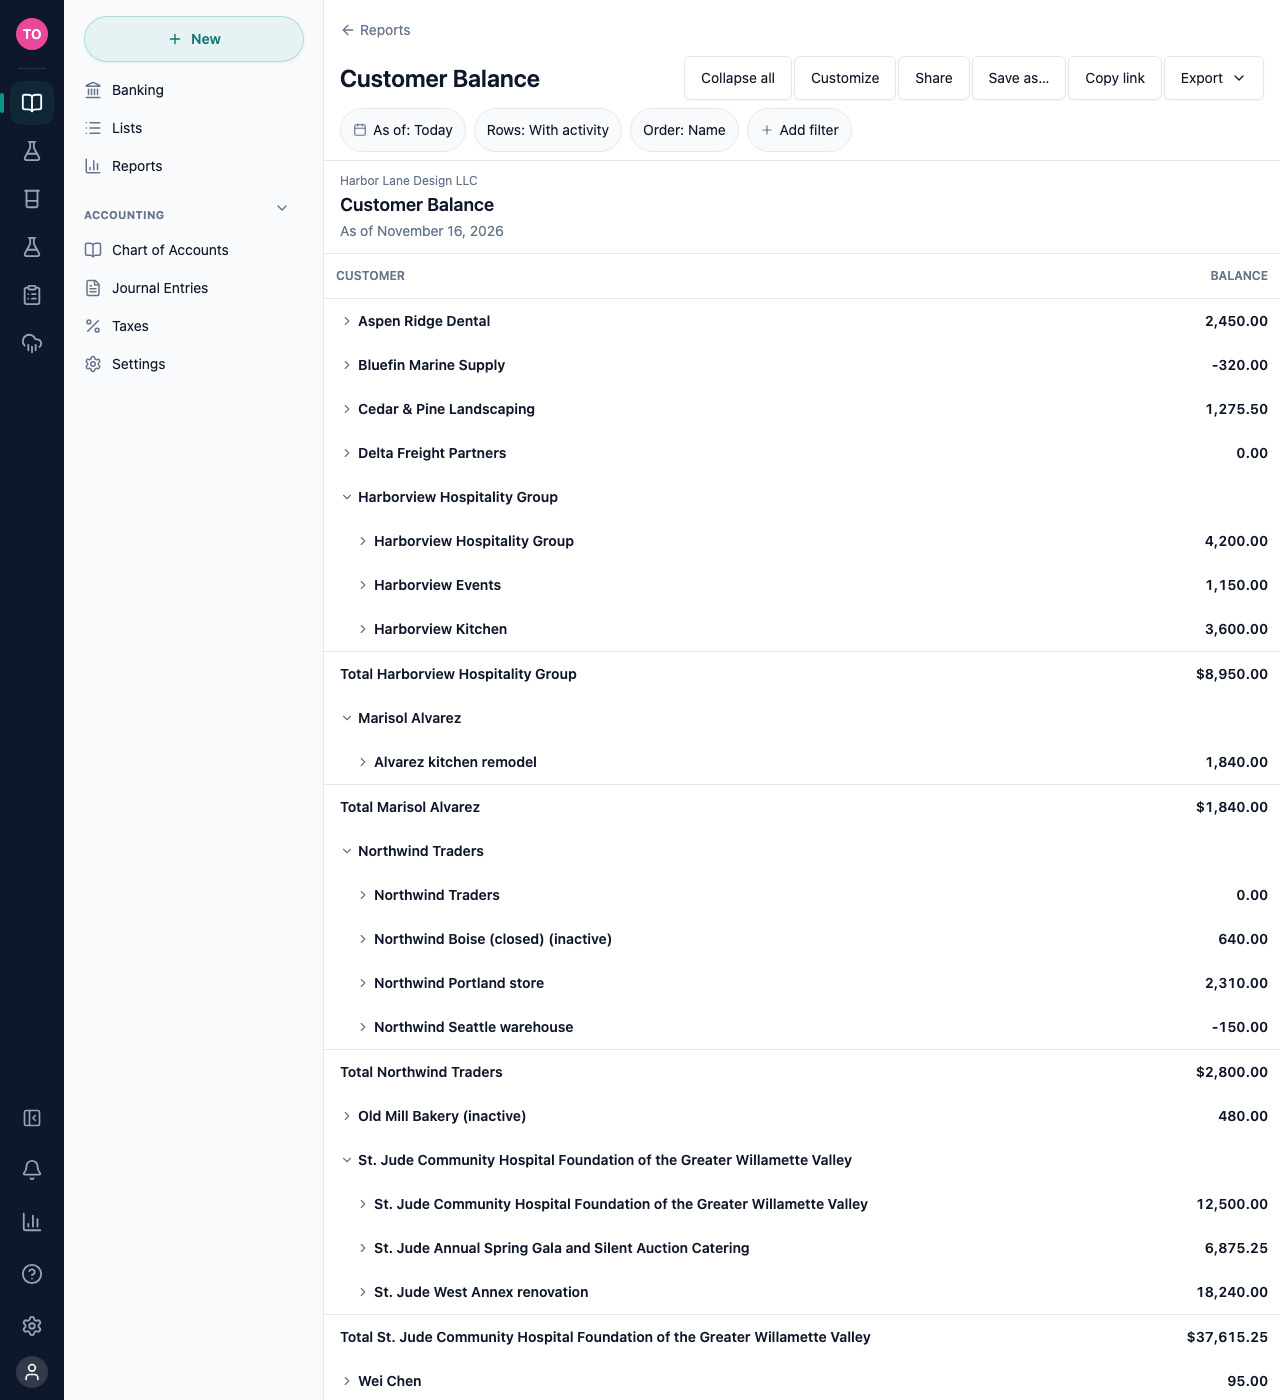 TO
New
Banking
Lists
Reports
ACCOUNTING
Chart of Accounts
Journal Entries
Taxes
Settings
Reports
Customer Balance
Collapse all
Customize
Share
Save as...
Copy link
Export
As of: Today
Rows: With activity
Order: Name
Add filter
Harbor Lane Design LLC
Customer Balance
As of November 16, 2026
CUSTOMER BALANCE
Aspen Ridge Dental 2,450.00
Bluefin Marine Supply -320.00
Cedar & Pine Landscaping 1,275.50
Delta Freight Partners 0.00
Harborview Hospitality Group
Harborview Hospitality Group 4,200.00
Harborview Events 1,150.00
Harborview Kitchen 3,600.00
Total Harborview Hospitality Group $8,950.00
Marisol Alvarez
Alvarez kitchen remodel 1,840.00
Total Marisol Alvarez $1,840.00
Northwind Traders
Northwind Traders 0.00
Northwind Boise (closed) (inactive) 640.00
Northwind Portland store 2,310.00
Northwind Seattle warehouse -150.00
Total Northwind Traders $2,800.00
Old Mill Bakery (inactive) 480.00
St. Jude Community Hospital Foundation of the Greater Willamette Valley
St. Jude Community Hospital Foundation of the Greater Willamette Valley 12,500.00
St. Jude Annual Spring Gala and Silent Auction Catering 6,875.25
St. Jude West Annex renovation 18,240.00
Total St. Jude Community Hospital Foundation of the Greater Willamette Valley $37,615.25
Wei Chen 95.00